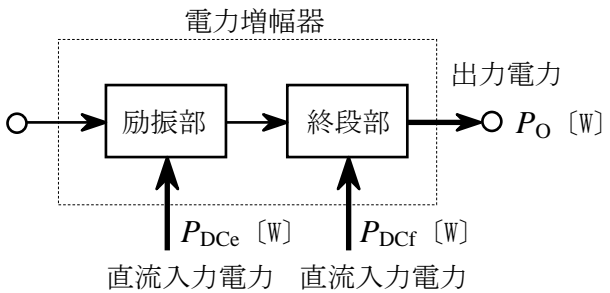 電力増幅器
出力電力
励振部
終段部
P_O 〔W〕
P_DCe 〔W〕
P_DCf 〔W〕
直流入力電力
直流入力電力